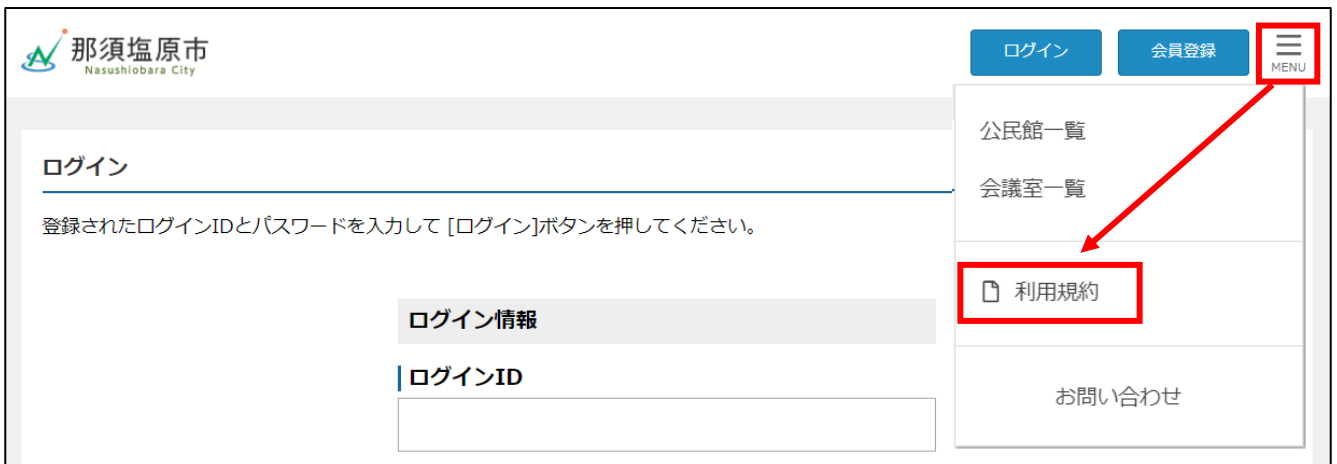 那須塩原市
Nasushiobara City
ログイン
会員登録
MENU
公民館一覧
会議室一覧
利用規約
お問い合わせ
ログイン
登録されたログインIDとパスワードを入力して [ログイン]ボタンを押してください。
ログイン情報
ログインID